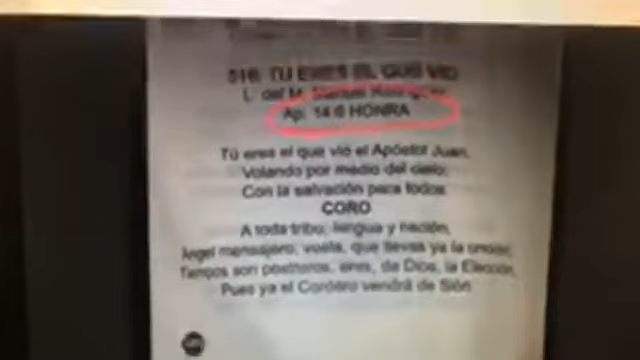 516 TU ERES EL QUE VIO
L. del M.
Ap. 14:6 HONRA
Tú eres el que vió el Apóstol Juan,
Volando por medio del cielo;
Con la salvación para todos
CORO
A toda tribu, lengua y nación,
Angel mensajero, vuela, que llevas ya la unción;
Tiempos son postreros, eres, de Dios, la Elección,
Pues ya el Cordero vendrá de Sión